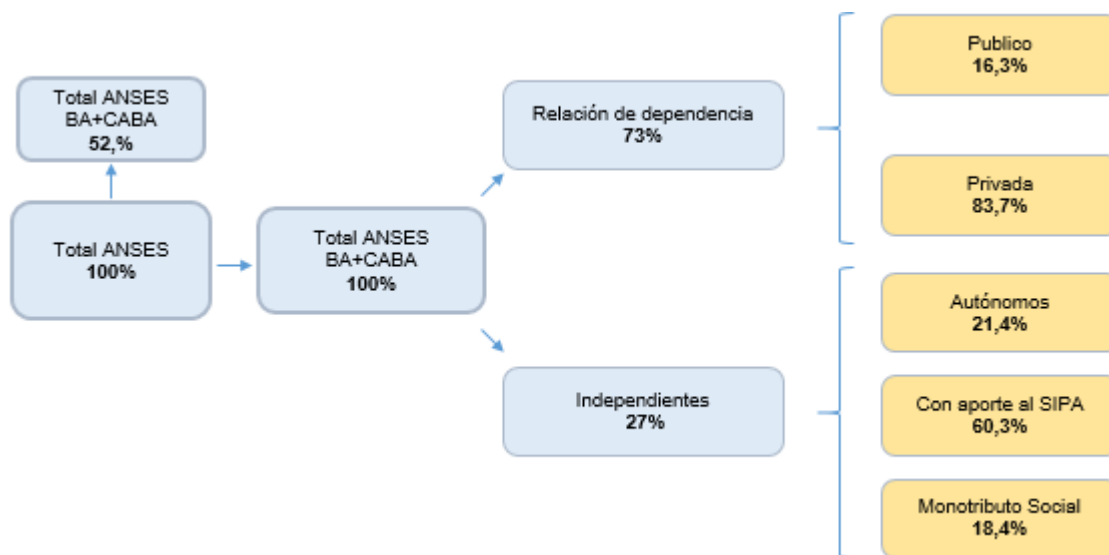 Total ANSES
BA+CABA
52,%
Total ANSES
100%
Total ANSES
BA+CABA
100%
Relación de dependencia
73%
Independientes
27%
Publico
16,3%
Privada
83,7%
Autónomos
21,4%
Con aporte al SIPA
60,3%
Monotributo Social
18,4%